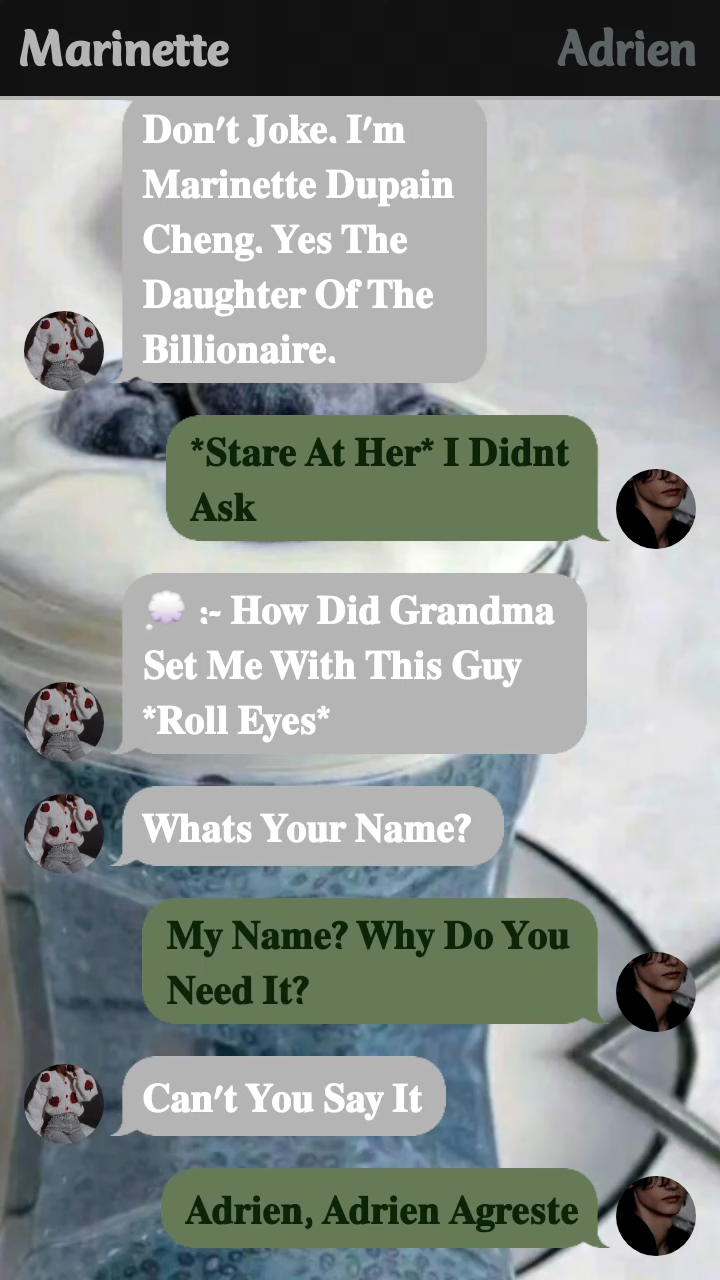 Marinette Adrien
Don't Joke. I'm
Marinette Dupain
Cheng. Yes The
Daughter Of The
Billionaire.
*Stare At Her* I Didnt
Ask
💭 :- How Did Grandma
Set Me With This Guy
*Roll Eyes*
Whats Your Name?
My Name? Why Do You
Need It?
Can't You Say It
Adrien, Adrien Agreste